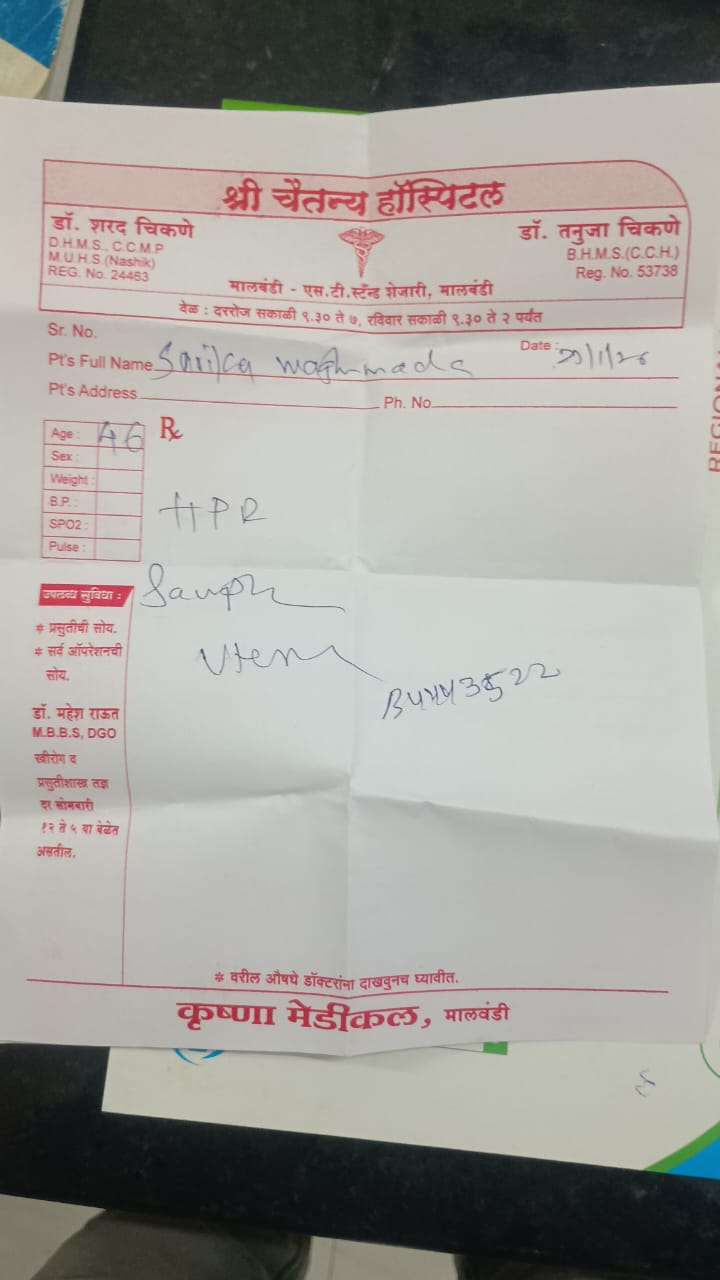 श्री चैतन्य हॉस्पिटल
डॉ. शरद चिकणे
D.H.M.S., C.C.M.P
M.U.H.S.(Nashik)
REG. No. 24463
डॉ. तनुजा चिकणे
B.H.M.S.(C.C.H.)
Reg. No. 53738
मालवंडी - एस.टी.स्टॅन्ड शेजारी, मालवंडी
वेळ : दररोज सकाळी ९.३० ते ७, रविवार सकाळी ९.३० ते २ पर्यंत
Sr. No.
Date :
Pt's Full Name
Pt's Address Ph. No.
Age : 46 Rx
Sex :
Weight :
B.P. :
SPO2 :
Pulse :
HPR
उपलब्ध सुविधा :
* प्रसुतीची सोय.
* सर्व ऑपरेशनची
सोय.
डॉ. महेश राऊत
M.B.B.S, DGO
स्त्रीरोग व
प्रसुतीशास्त्र तज्ञ
दर सोमवारी
१२ ते ५ या वेळेत
असतील.
* वरील औषधे डॉक्टरांना दाखवुनच घ्यावीत.
कृष्णा मेडीकल, मालवंडी